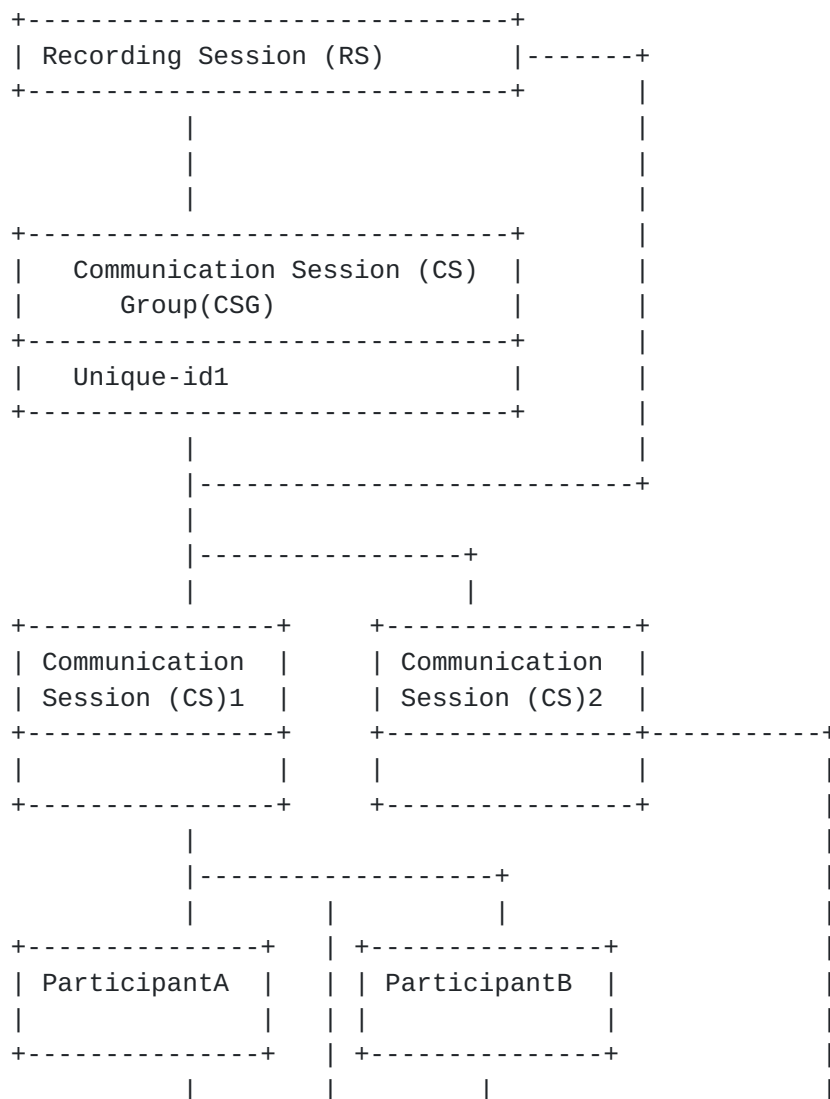 +-------------------------------+
| Recording Session (RS)        |-------+
+-------------------------------+       |
           |                            |
           |                            |
           |                            |
+-------------------------------+       |
|   Communication Session (CS)  |       |
|      Group(CSG)               |       |
+-------------------------------+       |
|   Unique-id1                  |       |
+-------------------------------+       |
           |                            |
           |----------------------------+
           |
           |-----------------+
           |                 |
+----------------+     +----------------+
| Communication  |     | Communication  |
| Session (CS)1  |     | Session (CS)2  |
+----------------+     +----------------+-----------+
|                |     |                |           |
+----------------+     +----------------+           |
           |                                        |
           |-------------------+                    |
           |        |          |                    |
+---------------+   | +---------------+             |
| ParticipantA  |   | | ParticipantB  |             |
|               |   | |               |             |
+---------------+   | +---------------+             |
           |        |         |                     |